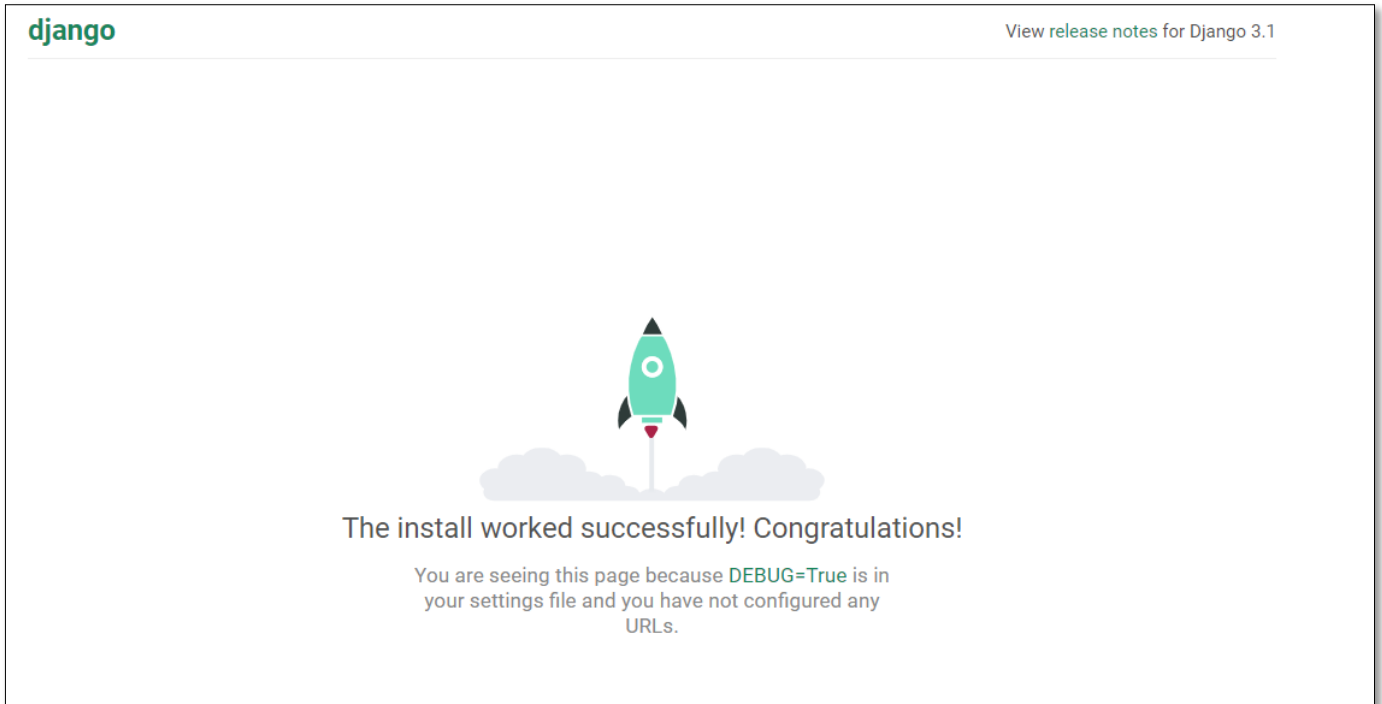 django
View release notes for Django 3.1
The install worked successfully! Congratulations!
You are seeing this page because DEBUG=True is in
your settings file and you have not configured any
URLs.